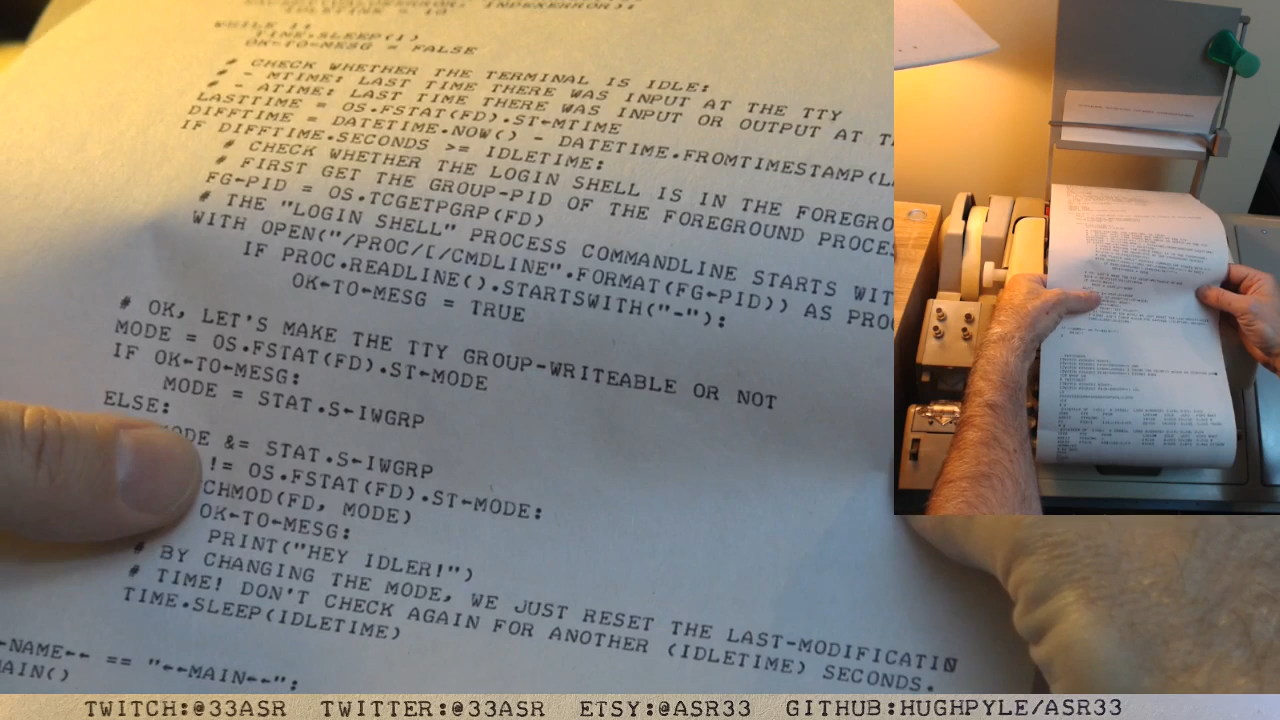 INDEXERROR):
WHILE 1:
TIME.SLEEP(1)
OK←TO←MESG = FALSE
# CHECK WHETHER THE TERMINAL IS IDLE:
# - MTIME: LAST TIME THERE WAS INPUT AT THE TTY
# - ATIME: LAST TIME THERE WAS INPUT OR OUTPUT AT T
LASTTIME = OS.FSTAT(FD).ST←MTIME
DIFFTIME = DATETIME.NOW() - DATETIME.FROMTIMESTAMP(LA
IF DIFFTIME.SECONDS >= IDLETIME:
# CHECK WHETHER THE LOGIN SHELL IS IN THE FOREGRO
# FIRST GET THE GROUP-PID OF THE FOREGROUND PROCES
FG←PID = OS.TCGETPGRP(FD)
# THE "LOGIN SHELL" PROCESS COMMANDLINE STARTS WIT
WITH OPEN("/PROC/[/CMDLINE".FORMAT(FG←PID)) AS PROC
IF PROC.READLINE().STARTSWITH("-"):
OK←TO←MESG = TRUE
# OK, LET'S MAKE THE TTY GROUP-WRITEABLE OR NOT
MODE = OS.FSTAT(FD).ST←MODE
IF OK←TO←MESG:
MODE = STAT.S←IWGRP
ELSE:
ODE &= STAT.S←IWGRP
!= OS.FSTAT(FD).ST←MODE:
CHMOD(FD, MODE)
OK←TO←MESG:
PRINT("HEY IDLER!")
# BY CHANGING THE MODE, WE JUST RESET THE LAST-MODIFICATI
# TIME! DON'T CHECK AGAIN FOR ANOTHER (IDLETIME) SECONDS.
TIME.SLEEP(IDLETIME)
←NAME←← == "←←MAIN←←":
MAIN()
TWITCH:@33ASR TWITTER:@33ASR ETSY:@ASR33 GITHUB:HUGHPYLE/ASR33